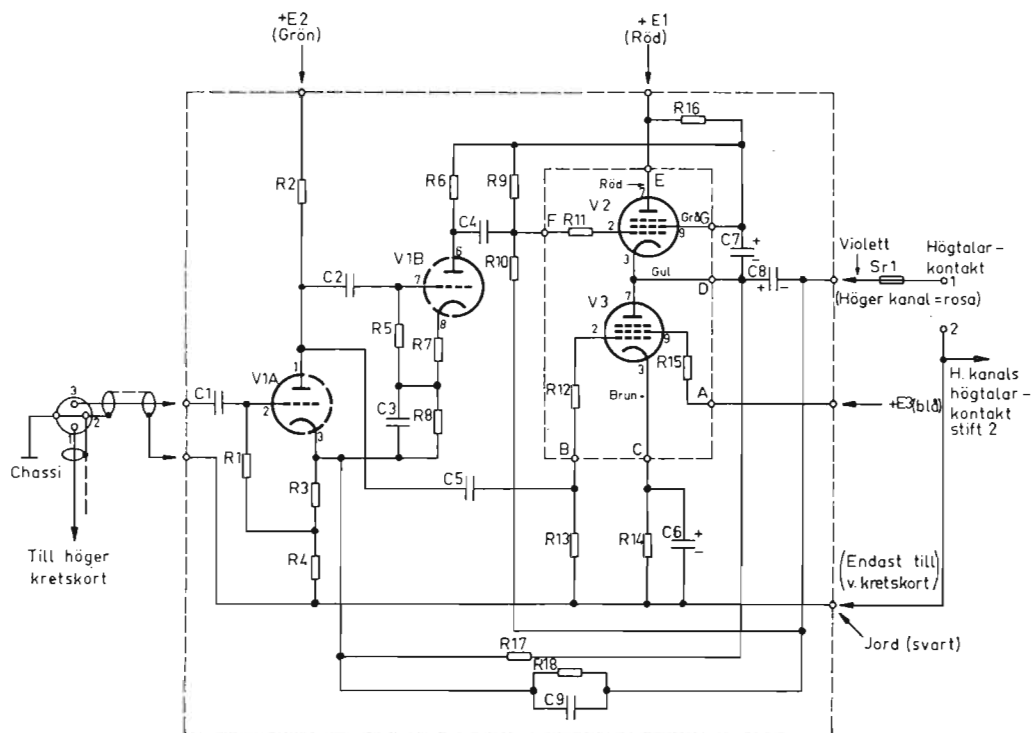 +E2
(Grön)
+E1
(Röd)
R16
R2
R6
R9
Röd
E
7
V2
F
R11
2
9
Grå
G
3
C4
6
V1B
7
8
C2
R5
R7
R10
C7
+
-
C8
+
-
Gul
D
Violett
Sr1
Högtalar-
kontakt
1
(Höger kanal=rosa)
2
H. kanals
högtalar-
kontakt
stift 2
V3
7
2
9
3
R15
R12
Brun
A
+E3(blå)
B
C
1
V1A
2
3
C3
R8
3
C1
2
1
Chassi
R1
R3
C5
R13
R14
C6
+
-
R4
Till höger
kretskort
(Endast till
v. kretskort)
Jord (svart)
R17
R18
C9